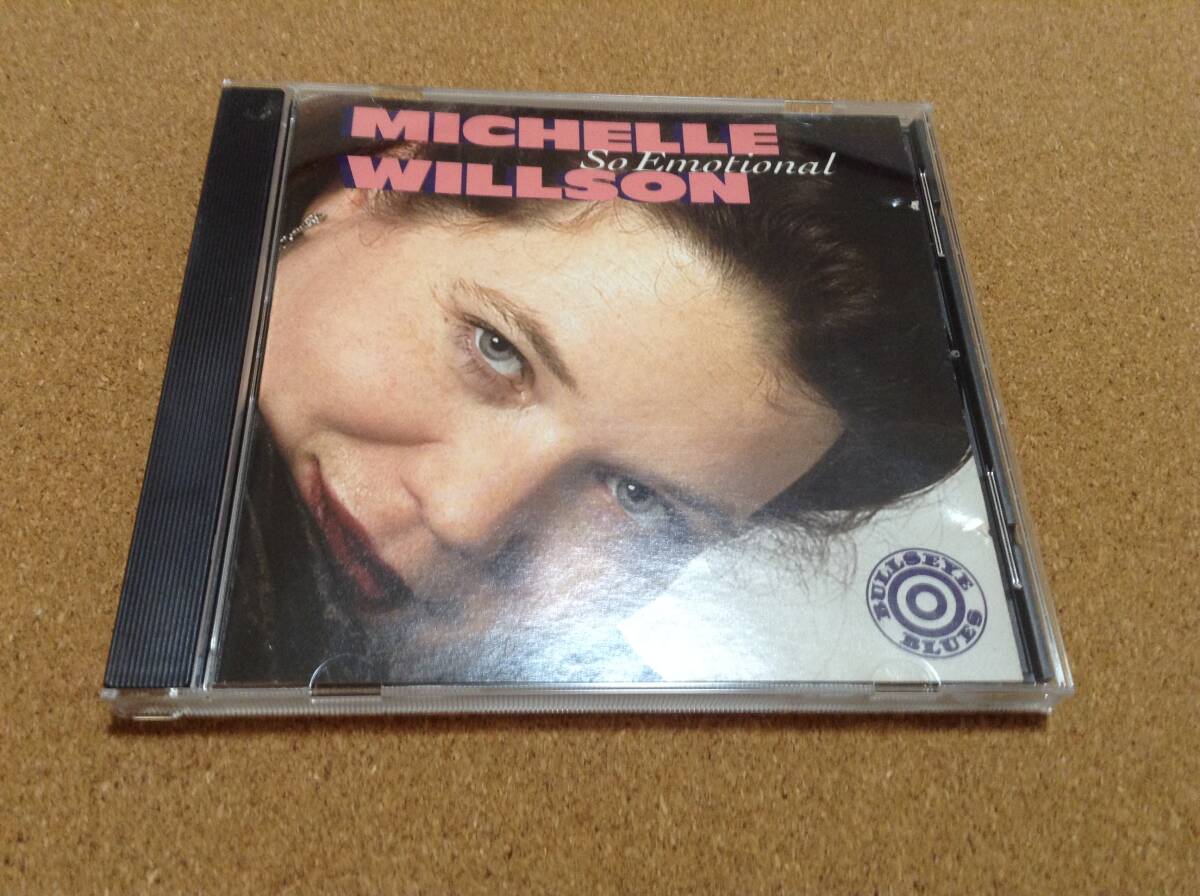 MICHELLE
So Emotional
WILLSON
BULLSEYE
BLUES